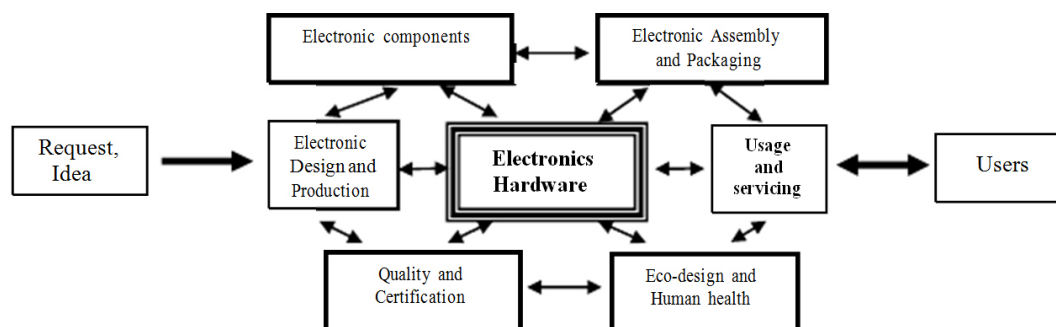 Electronic components
Electronic Assembly
and Packaging
Request,
Idea
Electronic
Design and
Production
Electronics
Hardware
Usage
and
servicing
Users
Quality and
Certification
Eco-design and
Human health